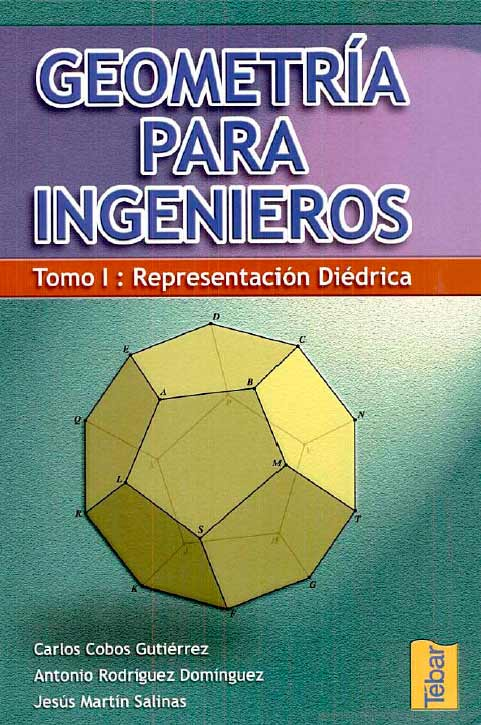 GEOMETRÍA
PARA
INGENIEROS
Tomo I : Representación Diédrica
D
C
E
A
B
P
Q
N
L
M
S
T
G
Carlos Cobos Gutiérrez
Antonio Rodríguez Domínguez
Jesús Martín Salinas
Tébar